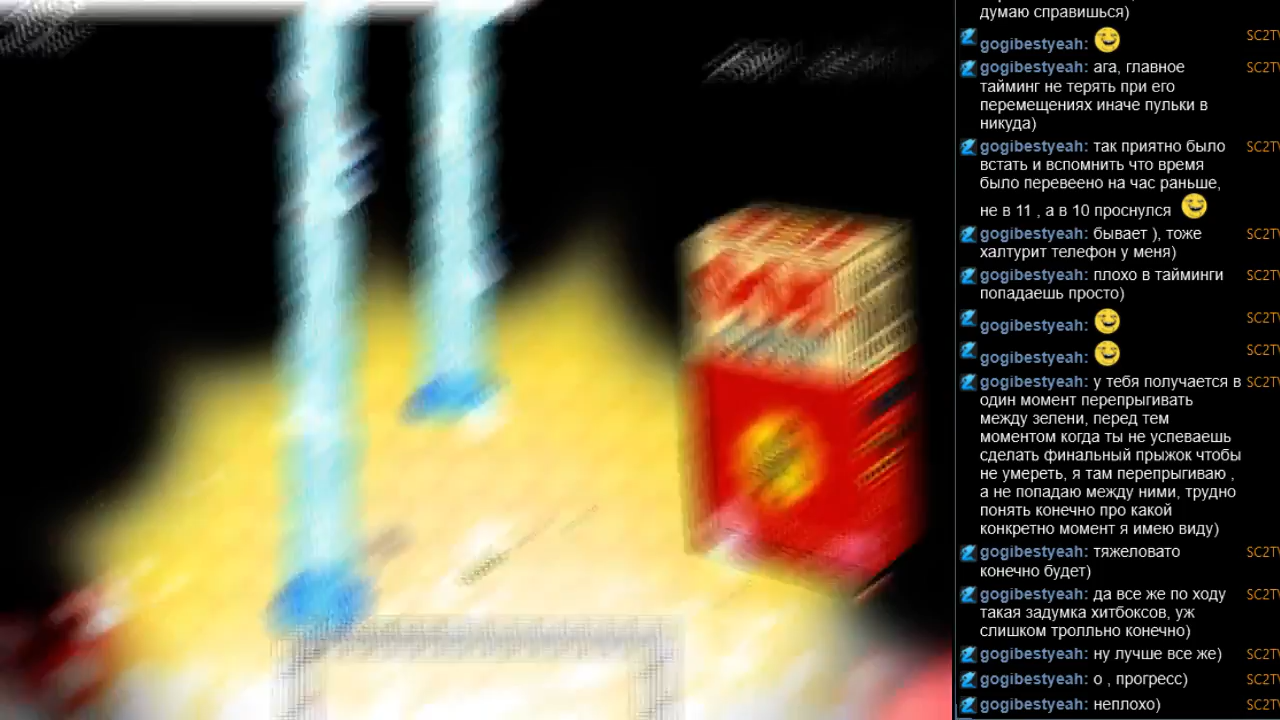 думаю справишься)
gogibestyeah: SC2TV
gogibestyeah: ага, главное SC2TV
тайминг не терять при его
перемещениях иначе пульки в
никуда)
gogibestyeah: так приятно было SC2TV
встать и вспомнить что время
было перевеено на час раньше,
не в 11 , а в 10 проснулся
gogibestyeah: бывает ), тоже SC2TV
халтурит телефон у меня)
gogibestyeah: плохо в тайминги SC2TV
попадаешь просто)
gogibestyeah: SC2TV
gogibestyeah: SC2TV
gogibestyeah: у тебя получается в SC2TV
один момент перепрыгивать
между зелени, перед тем
моментом когда ты не успеваешь
сделать финальный прыжок чтобы
не умереть, я там перепрыгиваю ,
а не попадаю между ними, трудно
понять конечно про какой
конкретно момент я имею виду)
gogibestyeah: тяжеловато SC2TV
конечно будет)
gogibestyeah: да все же по ходу SC2TV
такая задумка хитбоксов, уж
слишком тролльно конечно)
gogibestyeah: ну лучше все же) SC2TV
gogibestyeah: о , прогресс) SC2TV
gogibestyeah: неплохо) SC2TV